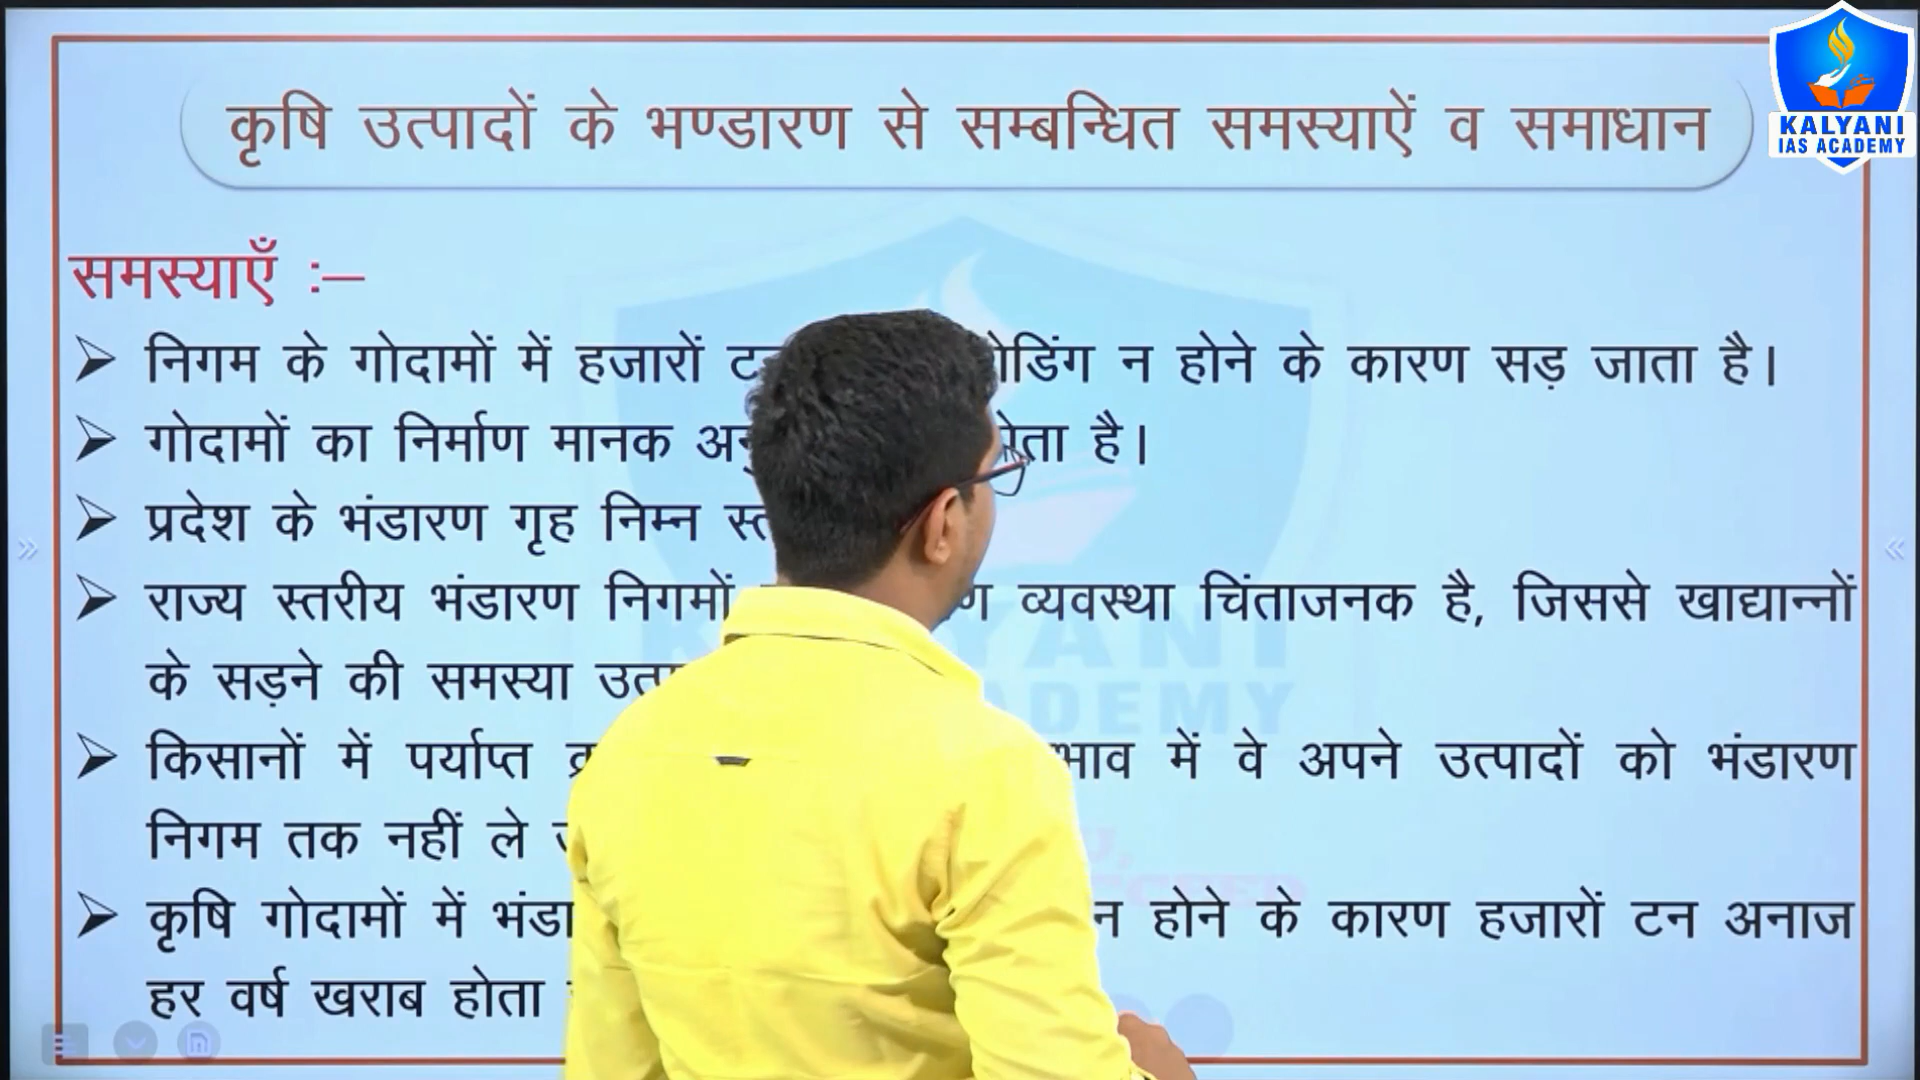 कृषि उत्पादों के भण्डारण से सम्बन्धित समस्याऐं व समाधान
KALYANI
IAS ACADEMY
समस्याएँ :–
➢ निगम के गोदामों में हजारों न होने के कारण सड़ जाता है।
➢ गोदामों का निर्माण मानक है।
➢ प्रदेश के भंडारण गृह निम्न
➢ राज्य स्तरीय भंडारण निगमों व्यवस्था चिंताजनक है, जिससे खाद्यान्नों
के सड़ने की समस्या
➢ किसानों में पर्याप्त में वे अपने उत्पादों को भंडारण
निगम तक नहीं ले
➢ कृषि गोदामों में न होने के कारण हजारों टन अनाज
हर वर्ष खराब होता